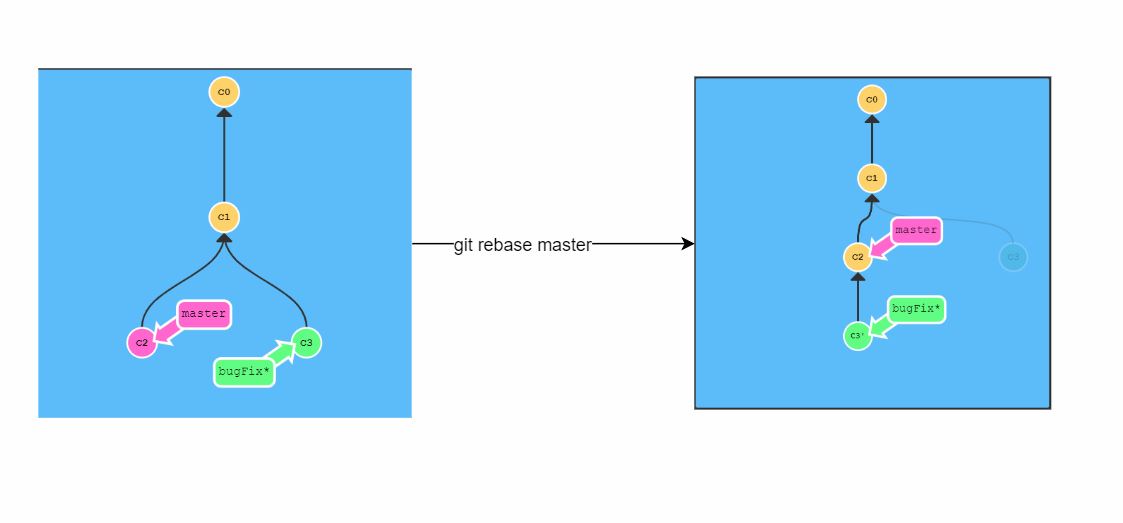 C0
C1
C2
master
bugFix*
C3
git rebase master
C0
C1
master
C2
C3
bugFix*
C3'